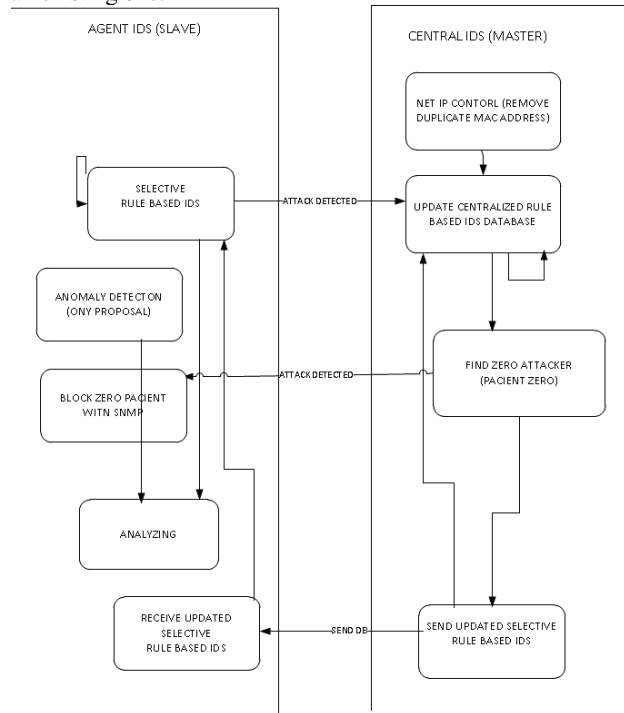 AGENT IDS (SLAVE)
CENTRAL IDS (MASTER)
NET IP CONTORL (REMOVE
DUPLICATE MAC ADDRESS)
SELECTIVE
RULE BASED IDS
ATTACK DETECTED
UPDATE CENTRALIZED RULE
BASED IDS DATABASE
ANOMALY DETECTON
(ONY PROPOSAL)
FIND ZERO ATTACKER
(PACIENT ZERO)
ATTACK DETECTED
BLOCK ZERO PACIENT
WITN SNMP
ANALYZING
RECEIVE UPDATED
SELECTIVE
RULE BASED IDS
SEND DB
SEND UPDATED SELECTIVE
RULE BASED IDS